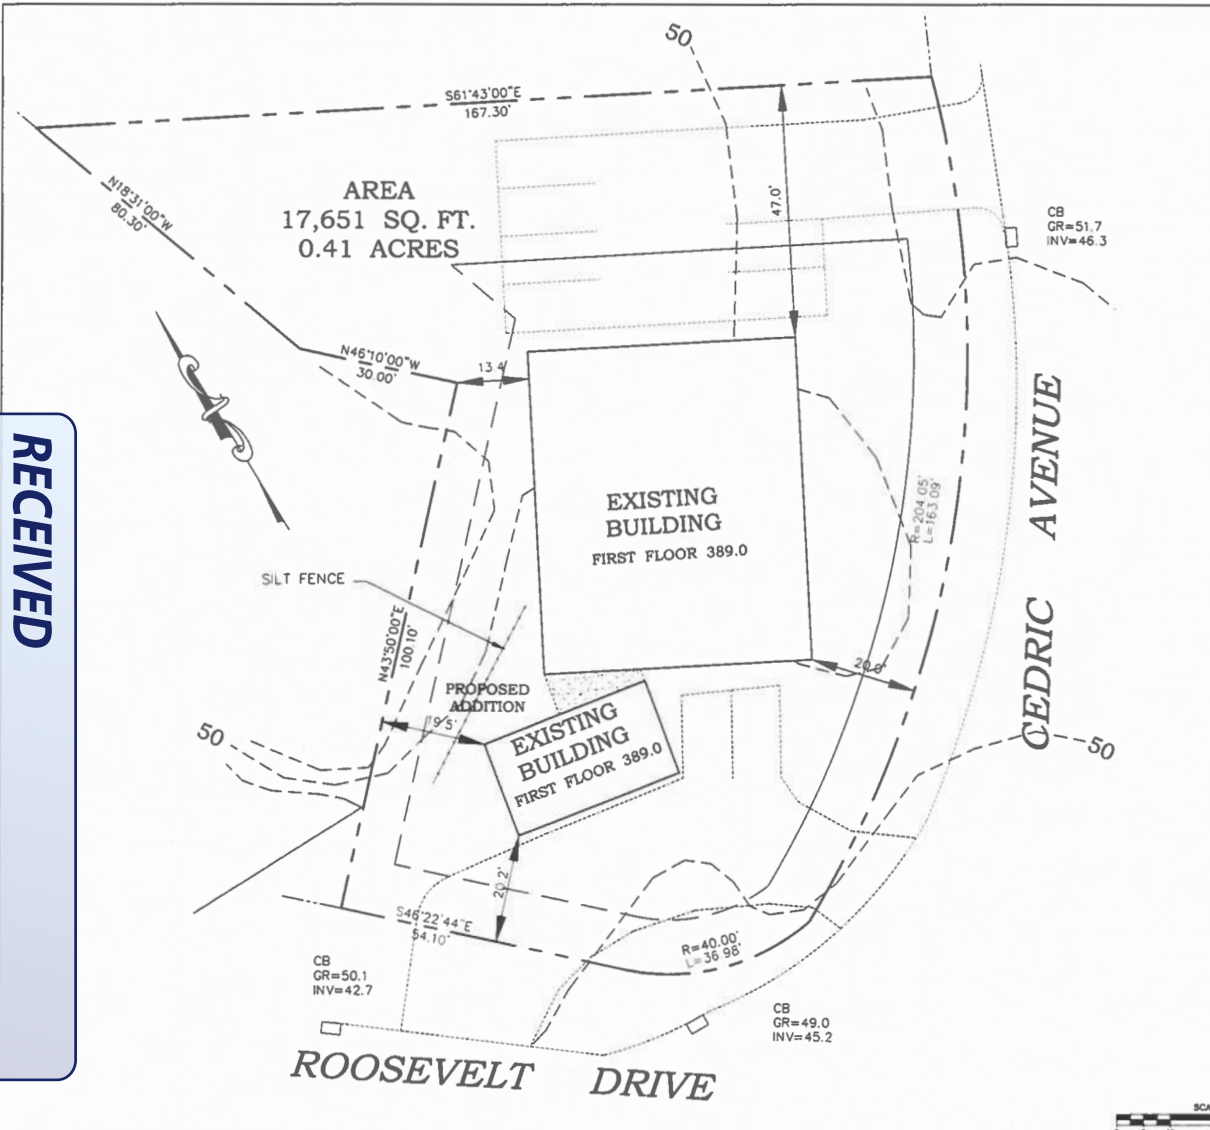 50
S61°43'00"E
167.30'
N18°31'00"W
80.30'
AREA
17,651 SQ. FT.
0.41 ACRES
47.0'
CB
GR=51.7
INV=46.3
N46°10'00"W
30.00'
13.4
RECEIVED
EXISTING
BUILDING
FIRST FLOOR 389.0
R=204.05'
L=163.09'
CEDRIC AVENUE
SILT FENCE
N43°50'00"E
100.10'
20.0'
PROPOSED
ADDITION
19.5'
EXISTING
BUILDING
FIRST FLOOR 389.0
50
50
20.2'
S46°22'44"E
54.10'
R=40.00'
L=36.98'
CB
GR=50.1
INV=42.7
CB
GR=49.0
INV=45.2
ROOSEVELT DRIVE